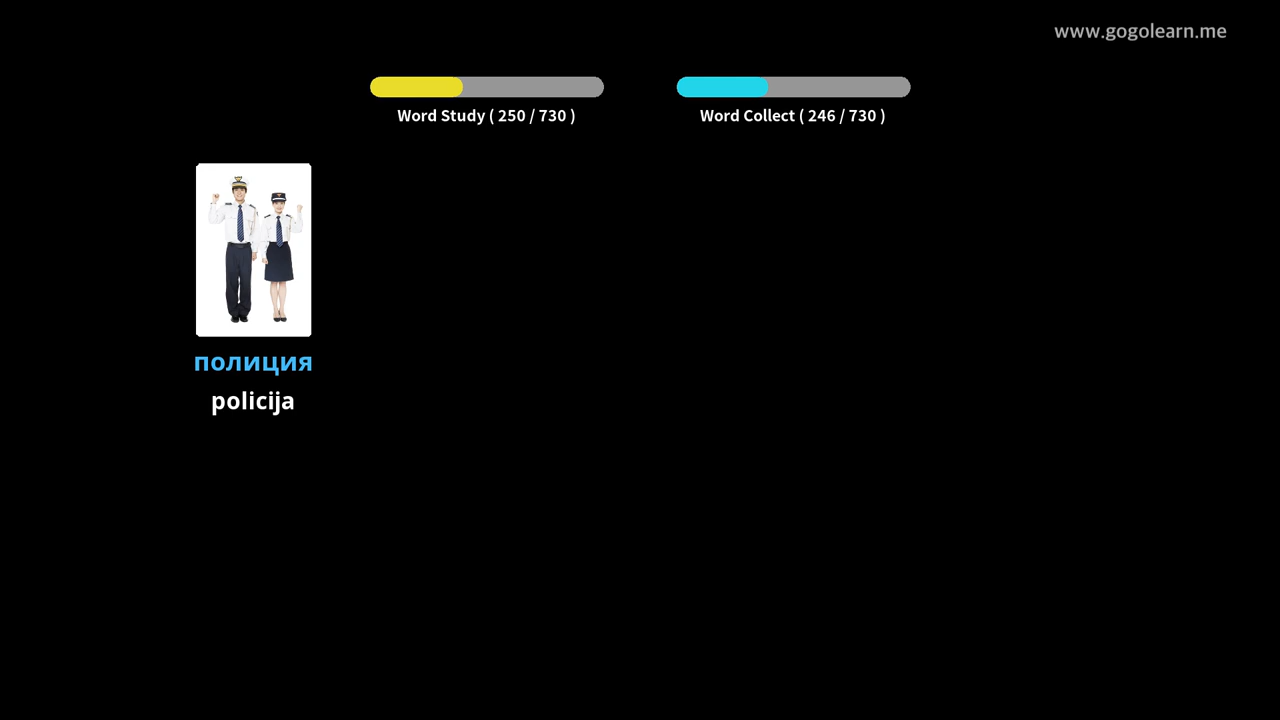 www.gogolearn.me
Word Study ( 250 / 730 )
Word Collect ( 246 / 730 )
полиция
policija